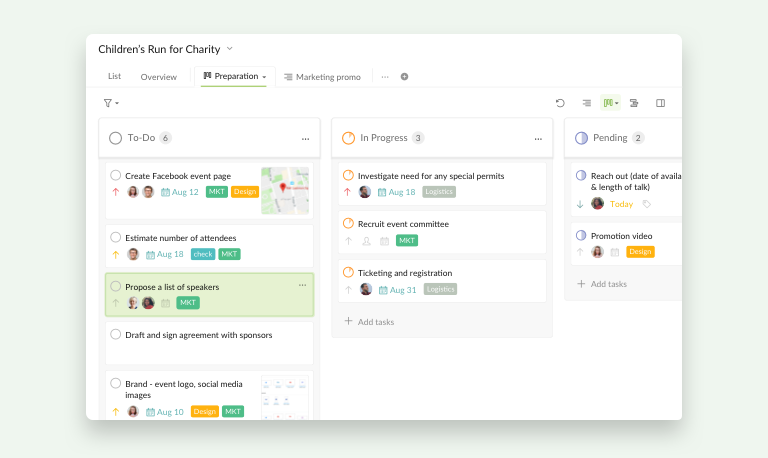 Children's Run for Charity
List
Overview
Preparation
Marketing promo
To-Do 6
Create Facebook event page
Aug 12 MKT Design
Estimate number of attendees
Aug 18 check MKT
Propose a list of speakers
MKT
Draft and sign agreement with sponsors
Brand - event logo, social media
images
Aug 10 Design MKT
In Progress 3
Investigate need for any special permits
Aug 18 Logistics
Recruit event committee
MKT
Ticketing and registration
Aug 31 Logistics
Add tasks
Pending 2
Reach out (date of availa
& length of talk)
Today
Promotion video
Design
Add tasks